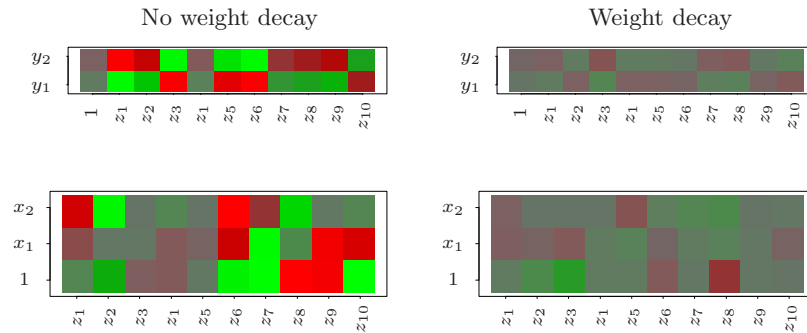 No weight decay
Weight decay
y2
y1
1 z1 z2 z3 z1 z5 z6 z7 z8 z9 z10
y2
y1
1 z1 z2 z3 z1 z5 z6 z7 z8 z9 z10
x2
x1
1
z1 z2 z3 z1 z5 z6 z7 z8 z9 z10
x2
x1
1
z1 z2 z3 z1 z5 z6 z7 z8 z9 z10